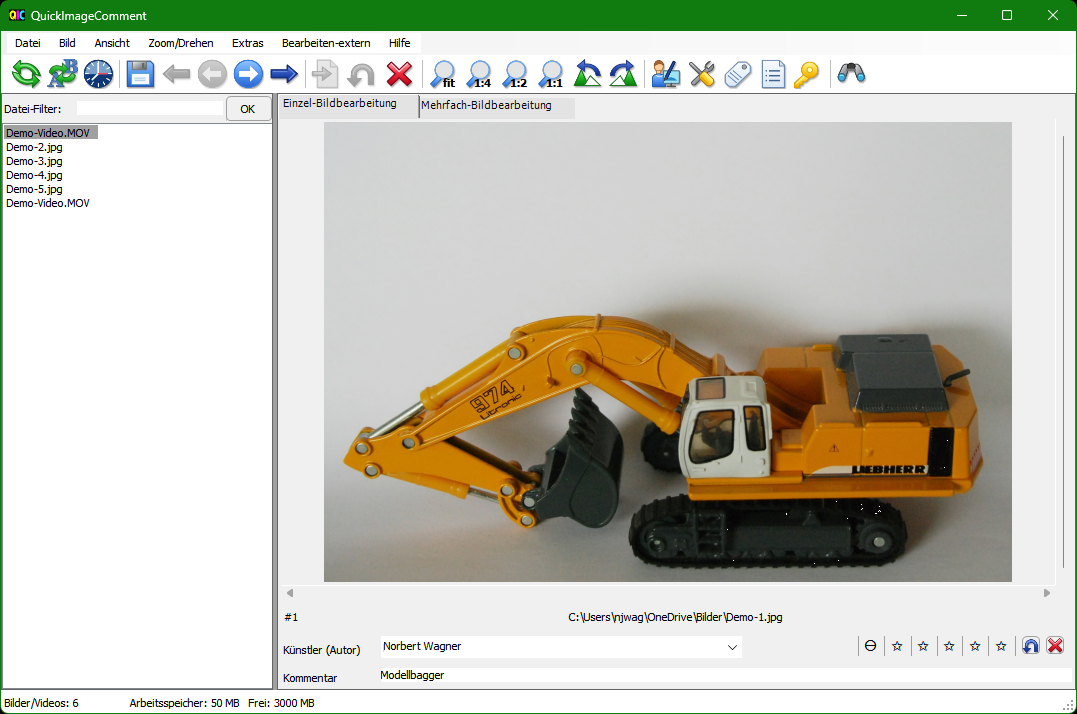 QIC QuickImageComment
Datei Bild Ansicht Zoom/Drehen Extras Bearbeiten-extern Hilfe
fit 1:4 1:2 1:1
Datei-Filter: OK
Einzel-Bildbearbeitung Mehrfach-Bildbearbeitung
Demo-Video.MOV
Demo-2.jpg
Demo-3.jpg
Demo-4.jpg
Demo-5.jpg
Demo-Video.MOV
974
Litronic
LIEBHERR
#1 C:\Users\njwag\OneDrive\Bilder\Demo-1.jpg
Künstler (Autor) Norbert Wagner
Kommentar Modellbagger
Bilder/Videos: 6 Arbeitsspeicher: 50 MB Frei: 3000 MB